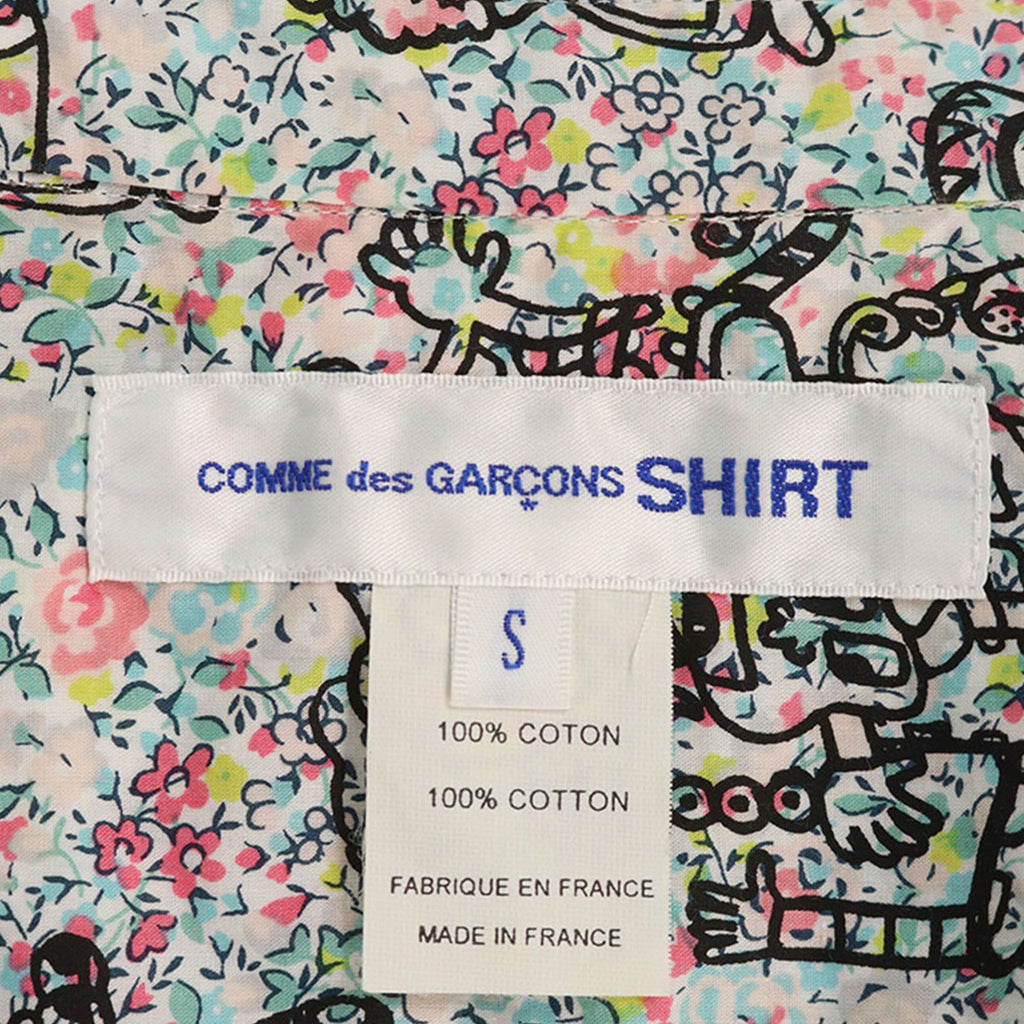 COMME des GARÇONS SHIRT
S
100% COTON
100% COTTON
FABRIQUE EN FRANCE
MADE IN FRANCE